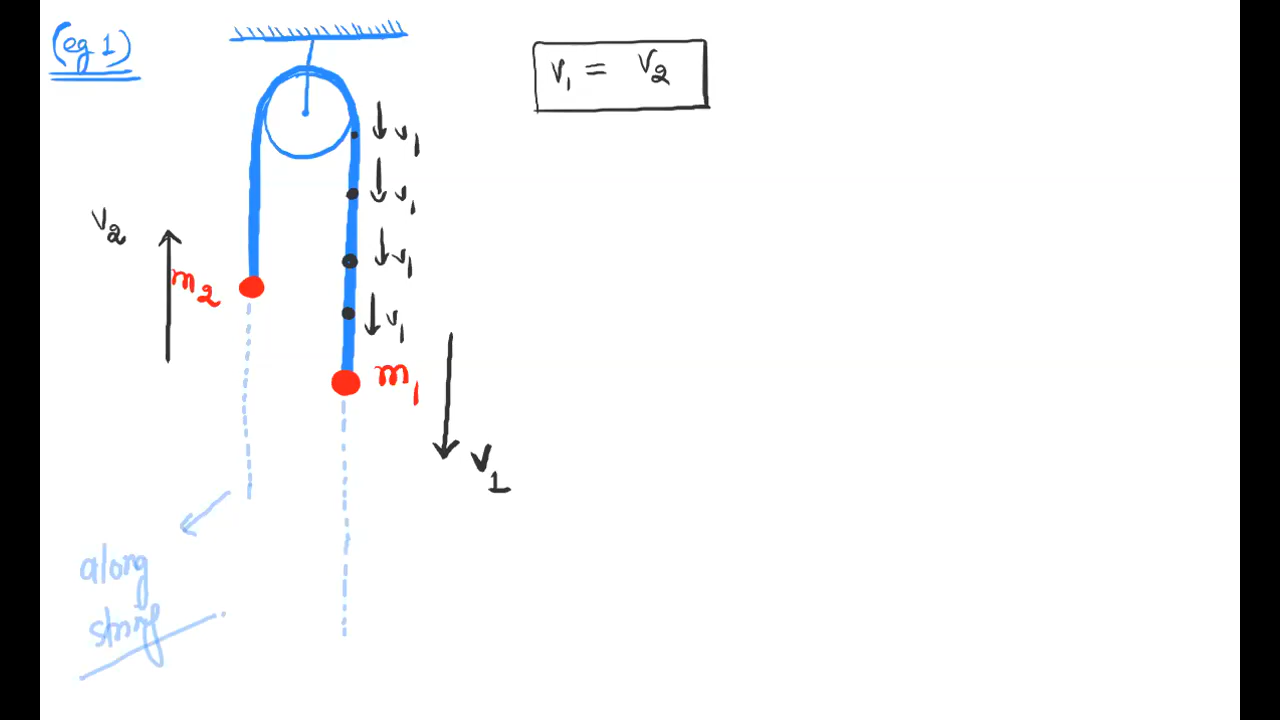 (eg 1)
v₁ = v₂
v₁
v₁
v₂
v₁
m₂
v₁
m₁
v₁
along
string